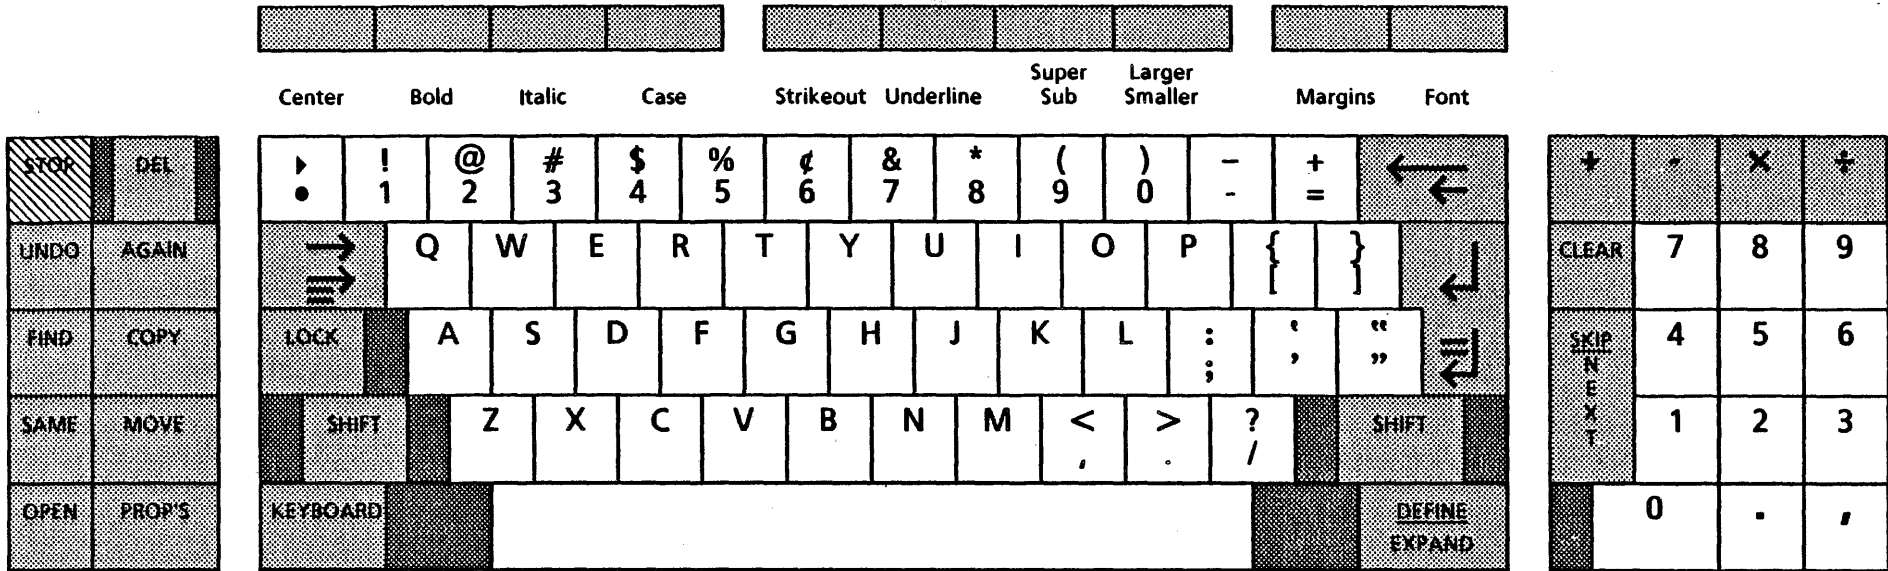 Super Larger
Center Bold Italic Case Strikeout Underline Sub Smaller Margins Font
STOP DEL ! @ # $ % ¢ & * ( ) – + + - × ÷
● 1 2 3 4 5 6 7 8 9 0 - =
UNDO AGAIN Q W E R T Y U I O P { } CLEAR 7 8 9
[ ]
FIND COPY LOCK A S D F G H J K L : ‘ “ SKIP 4 5 6
; ’ ” NEXT
SAME MOVE SHIFT Z X C V B N M < > ? SHIFT 1 2 3
, . /
OPEN PROP'S KEYBOARD DEFINE 0 . ,
EXPAND